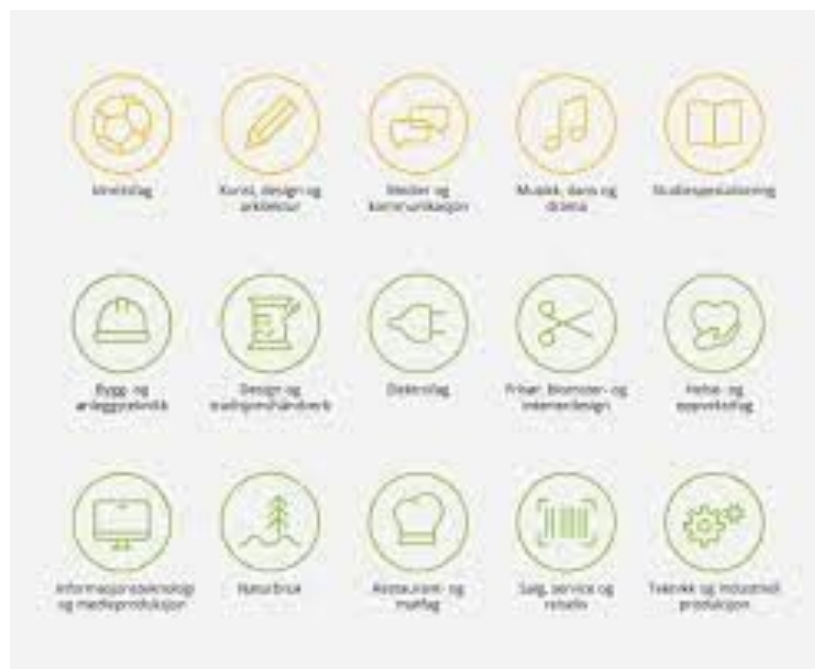 Idrettsfag
Kunst, design og
arkitektur
Medier og
kommunikasjon
Musikk, dans og
drama
Studiespesialisering
Bygg- og
anleggsteknikk
Design og
tradisjonshåndverk
Elektrofag
Frisør, blomster- og
interiørdesign
Helse- og
oppvekstfag
Informasjonsteknologi
og medieproduksjon
Naturbruk
Restaurant- og
matfag
Salg, service og
reiseliv
Teknikk og industriell
produksjon